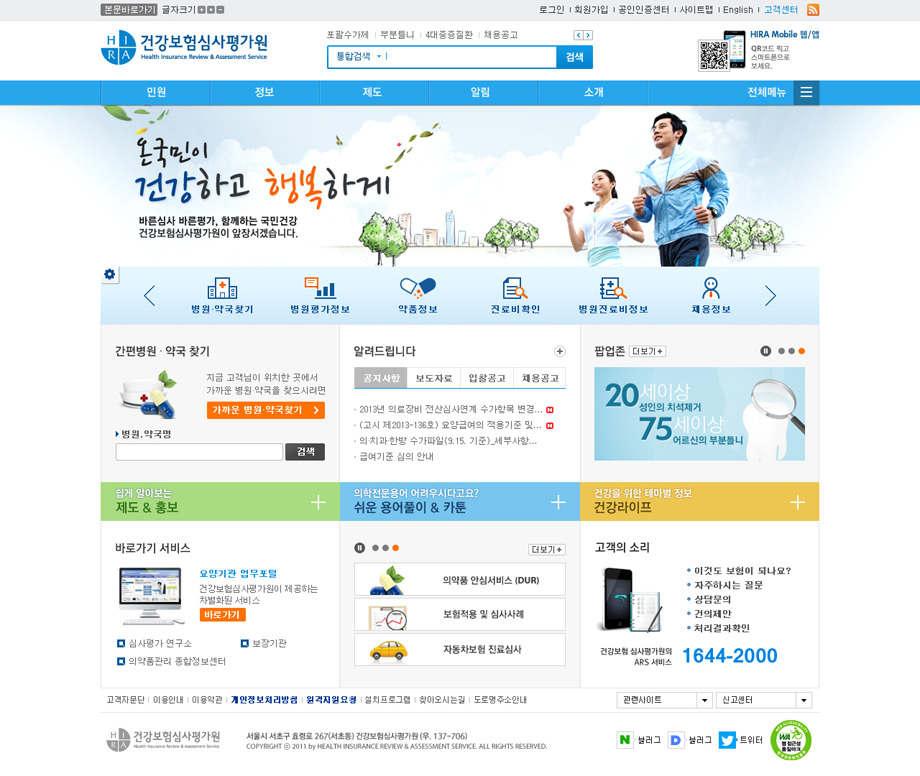 본문바로가기 글자크기
로그인 회원가입 공인인증센터 사이트맵 English 고객센터
HIRA 건강보험심사평가원
Health Insurance Review & Assessment Service
포괄수가제 부분틀니 4대중증질환 채용공고
통합검색 검색
HIRA Mobile 웹/앱
QR코드 찍고
스마트폰으로
보세요.
민원 정보 제도 알림 소개 전체메뉴
온국민이
건강하고 행복하게
바른심사 바른평가, 함께하는 국민건강
건강보험심사평가원이 앞장서겠습니다.
병원·약국찾기 병원평가정보 약품정보 진료비확인 병원진료비정보 채용정보
간편병원·약국 찾기
지금 고객님이 위치한 곳에서
가까운 병원·약국을 찾으시려면
가까운 병원·약국찾기
병원.약국명
검색
알려드립니다
공지사항 보도자료 입찰공고 채용공고
· 2013년 의료장비 전산심사연계 수가항목 변경...
· (고시 제2013-136호) 요양급여의 적용기준 및...
· 의·치과·한방 수가파일(9.15. 기준)_세부사항...
· 급여기준 심의 안내
팝업존 더보기+
20세이상
성인의 치석제거
75세이상
어르신의 부분틀니
쉽게 알아보는
제도 & 홍보
의학전문용어 어려우시다고요?
쉬운 용어풀이 & 카툰
건강을 위한 테마별 정보
건강라이프
바로가기 서비스
요양기관 업무포털
건강보험심사평가원이 제공하는
차별화된 서비스
바로가기
심사평가 연구소 보장기관
의약품관리 종합정보센터
더보기+
의약품 안심서비스 (DUR)
보험적용 및 심사사례
자동차보험 진료심사
고객의 소리
이것도 보험이 되나요?
자주하시는 질문
상담문의
건의제안
처리결과확인
건강보험 심사평가원의
ARS 서비스
1644-2000
고객자문단 이용안내 이용약관 개인정보처리방침 원격지원요청 설치프로그램 찾아오시는길 도로명주소안내
관련사이트 신고센터
HIRA 건강보험심사평가원
Health Insurance Review & Assessment Service
서울시 서초구 효령로 267(서초동) 건강보험심사평가원 (우. 137-706)
COPYRIGHT ⓒ 2011 by HEALTH INSURANCE REVIEW & ASSESSMENT SERVICE. ALL RIGHTS RESERVED.
N 블러그 D 블러그 트위터
WA
웹 접근성
품질마크